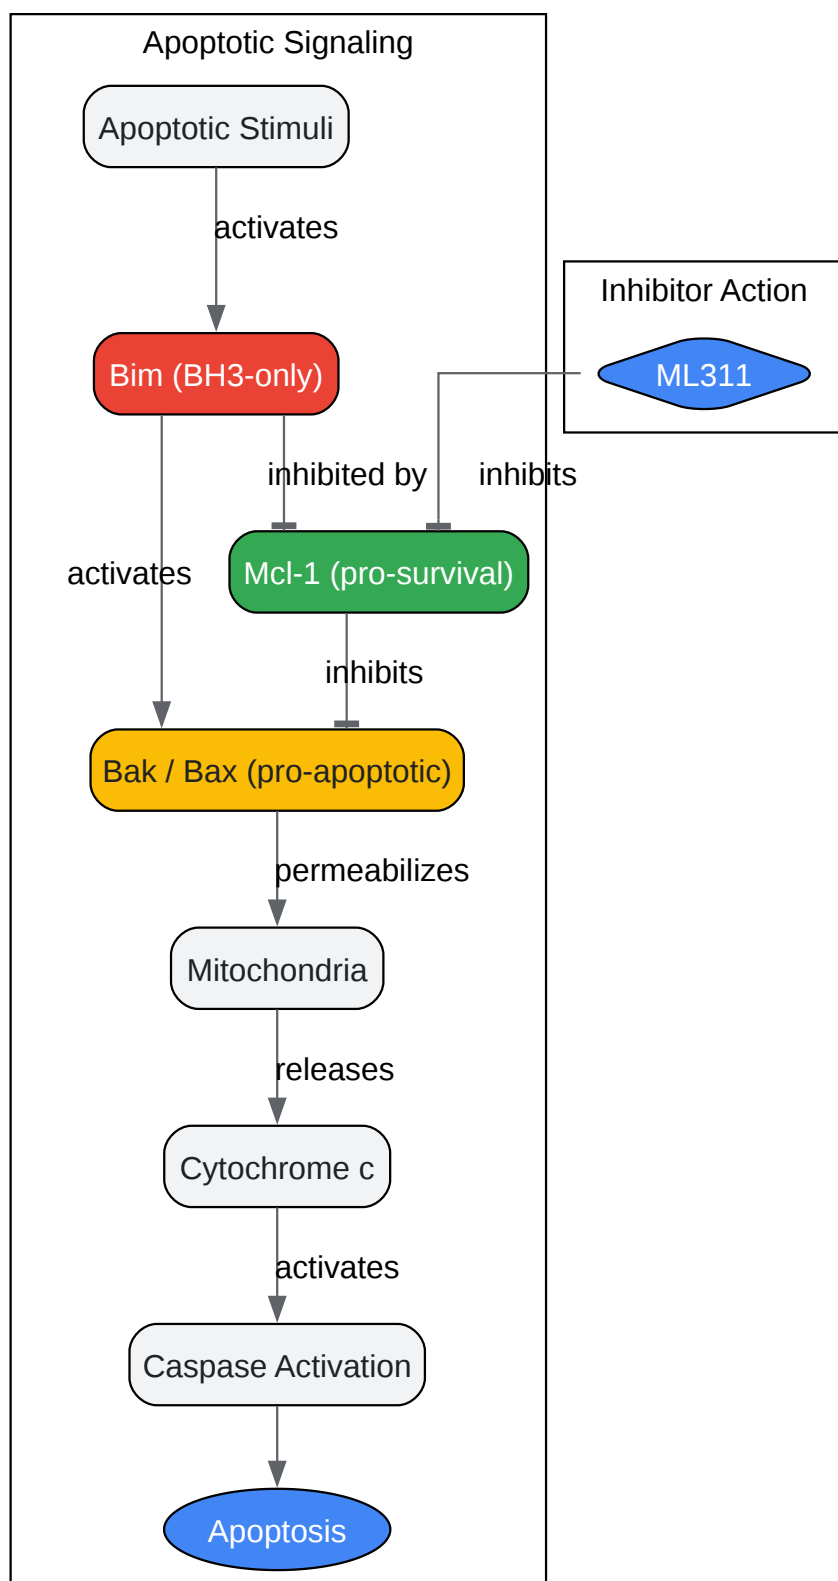 Apoptotic Signaling
Apoptotic Stimuli
activates
Inhibitor Action
Bim (BH3-only)
ML311
inhibited by
inhibits
activates
Mcl-1 (pro-survival)
inhibits
Bak / Bax (pro-apoptotic)
permeabilizes
Mitochondria
releases
Cytochrome c
activates
Caspase Activation
Apoptosis